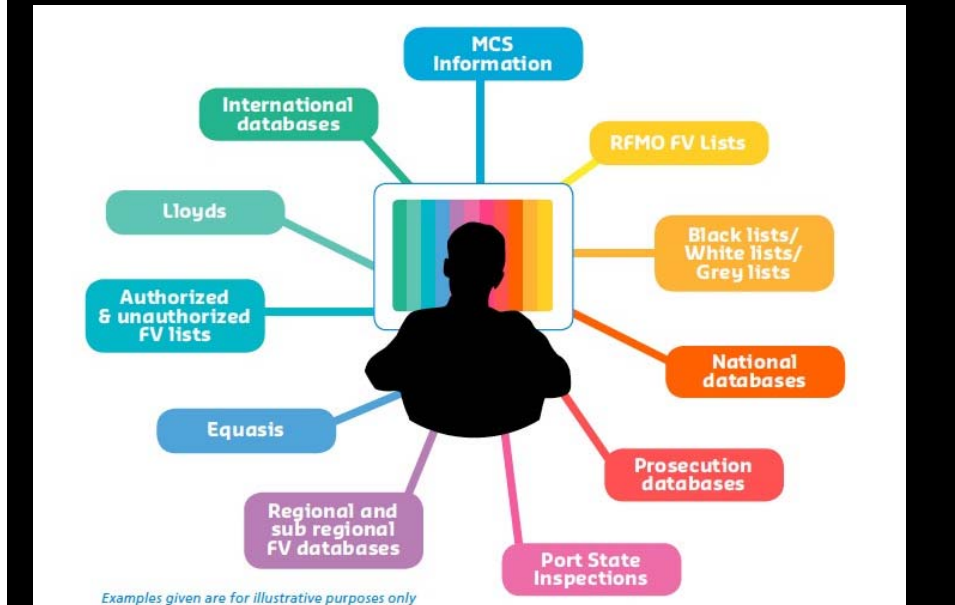 MCS
Information
International
databases
RFMO FV Lists
Lloyds
Black lists/
White lists/
Grey lists
Authorized
& unauthorized
FV lists
National
databases
Equasis
Prosecution
databases
Regional and
sub regional
FV databases
Port State
Inspections
Examples given are for illustrative purposes only